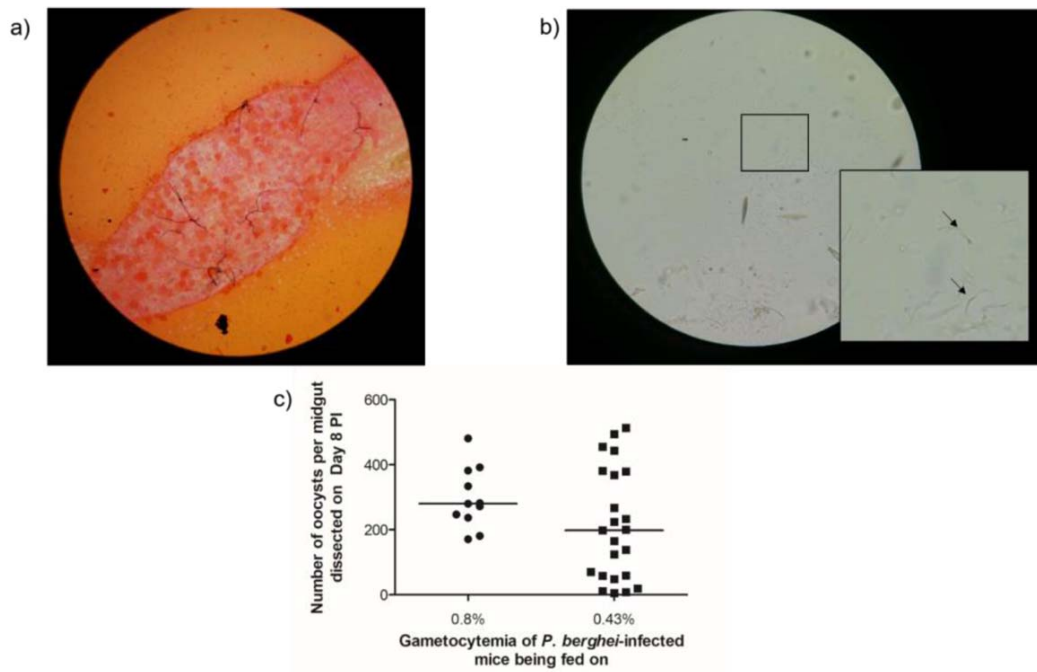 a)
b)
c)
Number of oocysts per midgut
dissected on Day 8 PI
600
400
200
0
0.8%
0.43%
Gametocytemia of P. berghei-infected
mice being fed on